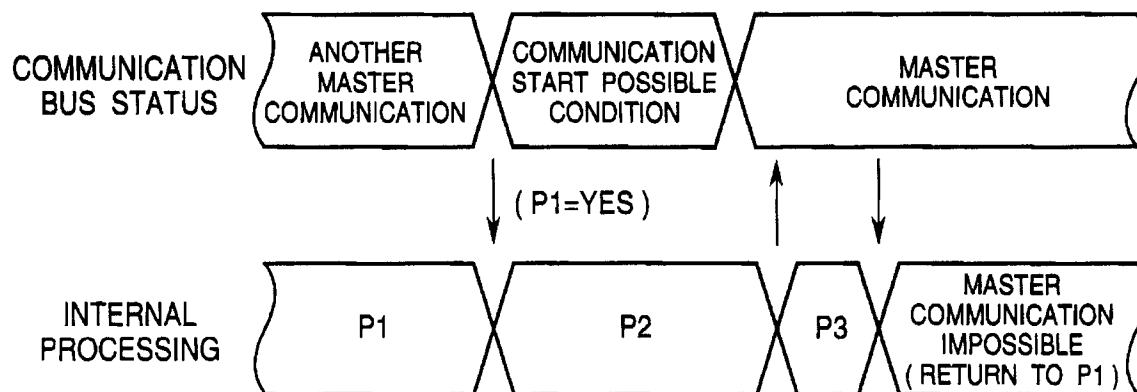 COMMUNICATION
BUS STATUS
ANOTHER
MASTER
COMMUNICATION
COMMUNICATION
START POSSIBLE
CONDITION
MASTER
COMMUNICATION
( P1=YES )
INTERNAL
PROCESSING
P1
P2
P3
MASTER
COMMUNICATION
IMPOSSIBLE
( RETURN TO P1 )